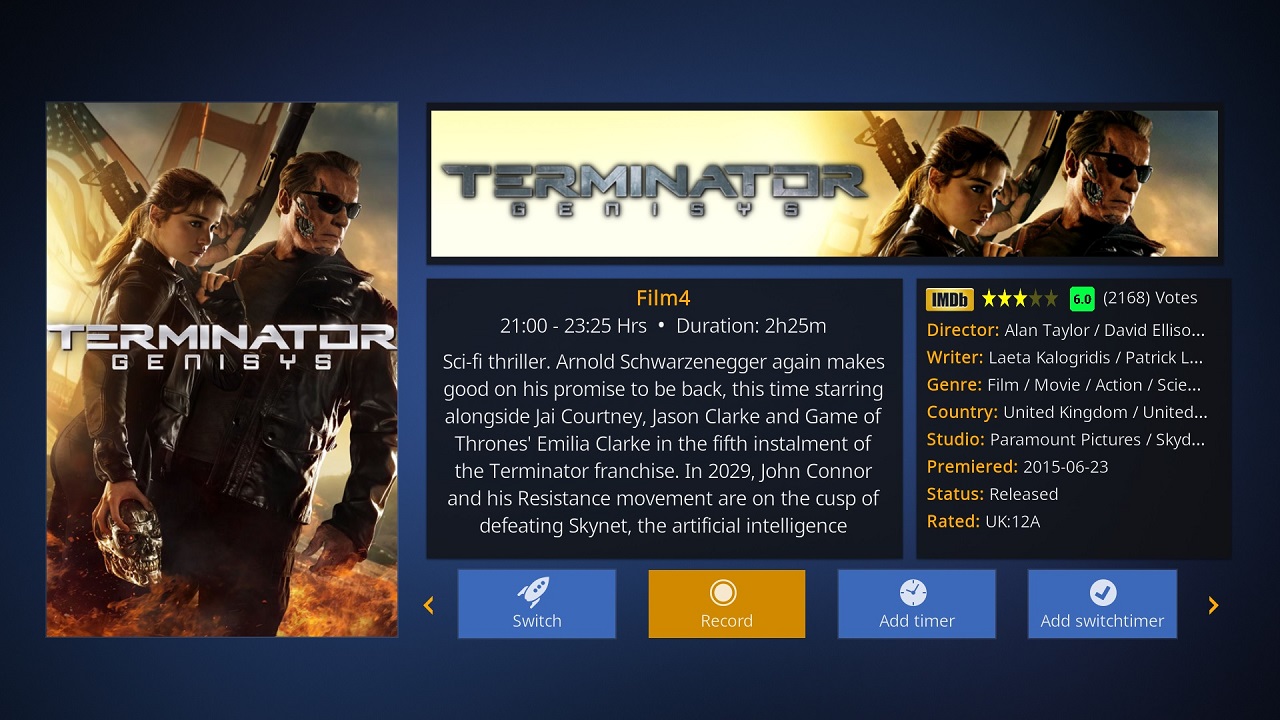 TERMINATOR
GENISYS
TERMINATOR
GENISYS
Film4
21:00 - 23:25 Hrs • Duration: 2h25m
Sci-fi thriller. Arnold Schwarzenegger again makes
good on his promise to be back, this time starring
alongside Jai Courtney, Jason Clarke and Game of
Thrones' Emilia Clarke in the fifth instalment of
the Terminator franchise. In 2029, John Connor
and his Resistance movement are on the cusp of
defeating Skynet, the artificial intelligence
IMDb 6.0 (2168) Votes
Director: Alan Taylor / David Elliso...
Writer: Laeta Kalogridis / Patrick L...
Genre: Film / Movie / Action / Scie...
Country: United Kingdom / United...
Studio: Paramount Pictures / Skyd...
Premiered: 2015-06-23
Status: Released
Rated: UK:12A
Switch
Record
Add timer
Add switchtimer